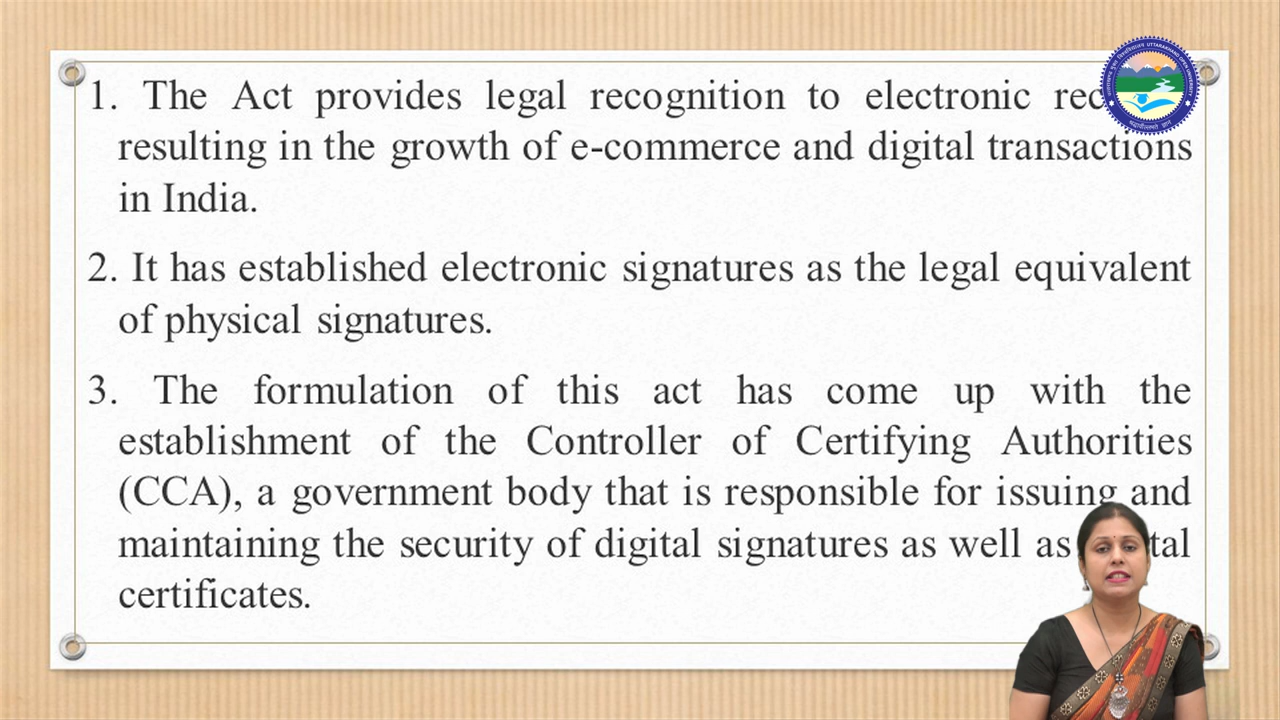 1. The Act provides legal recognition to electronic
resulting in the growth of e-commerce and digital transactions
in India.
2. It has established electronic signatures as the legal equivalent
of physical signatures.
3. The formulation of this act has come up with the
establishment of the Controller of Certifying Authorities
(CCA), a government body that is responsible for issuing and
maintaining the security of digital signatures as well as
certificates.